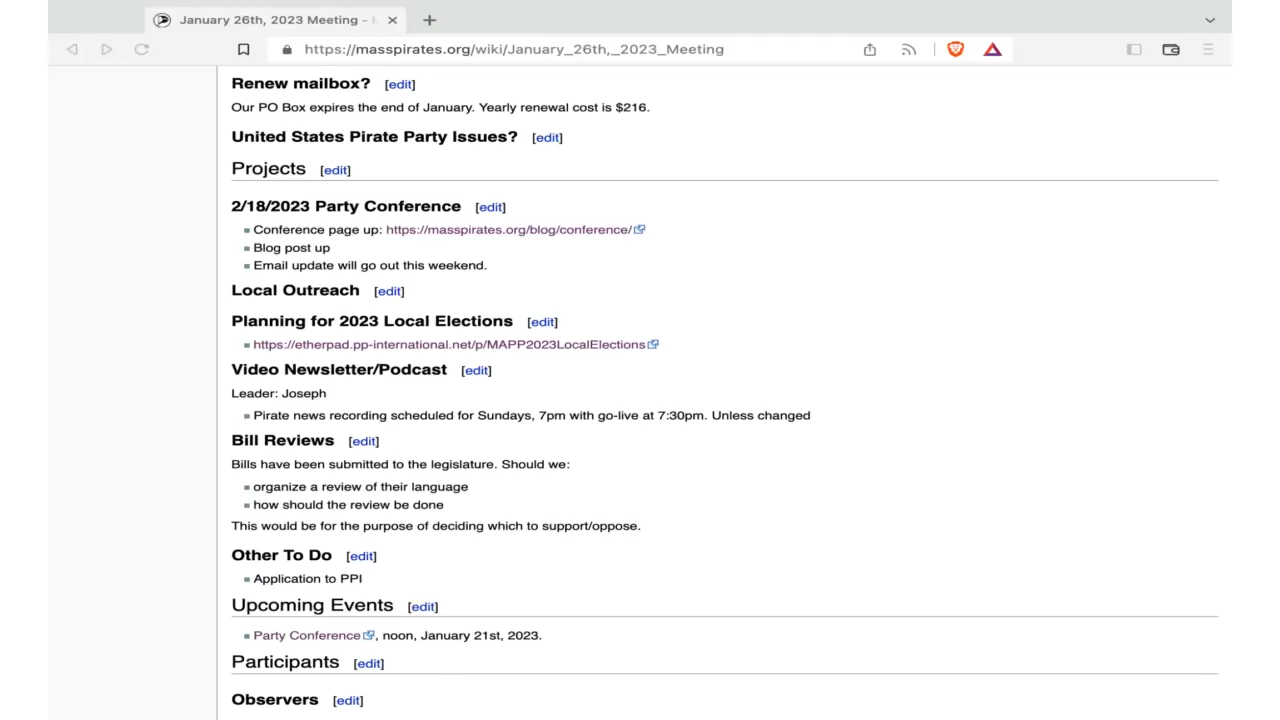 January 26th, 2023 Meeting -
https://masspirates.org/wiki/January_26th,_2023_Meeting
Renew mailbox? [edit]
Our PO Box expires the end of January. Yearly renewal cost is $216.
United States Pirate Party Issues? [edit]
Projects [edit]
2/18/2023 Party Conference [edit]
Conference page up: https://masspirates.org/blog/conference/
Blog post up
Email update will go out this weekend.
Local Outreach [edit]
Planning for 2023 Local Elections [edit]
https://etherpad.pp-international.net/p/MAPP2023LocalElections
Video Newsletter/Podcast [edit]
Leader: Joseph
Pirate news recording scheduled for Sundays, 7pm with go-live at 7:30pm. Unless changed
Bill Reviews [edit]
Bills have been submitted to the legislature. Should we:
organize a review of their language
how should the review be done
This would be for the purpose of deciding which to support/oppose.
Other To Do [edit]
Application to PPI
Upcoming Events [edit]
Party Conference, noon, January 21st, 2023.
Participants [edit]
Observers [edit]